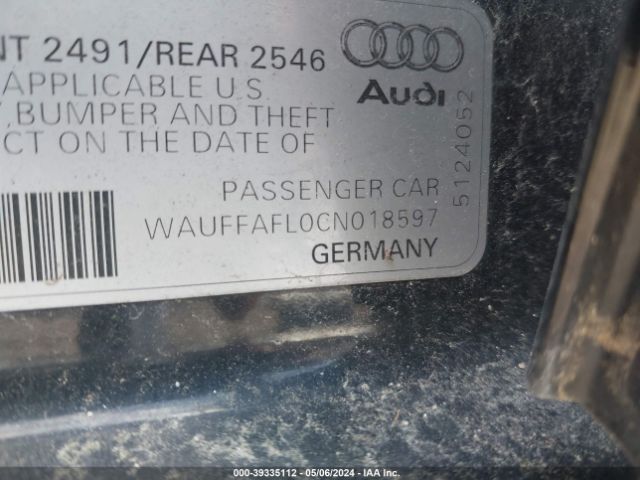 NT 2491/REAR 2546
APPLICABLE U S
BUMPER AND THEFT
CT ON THE DATE OF
Audi
5124052
PASSENGER CAR
WAUFFAFL0CN018597
GERMANY
000-39335112 - 05/06/2024 - IAA Inc.